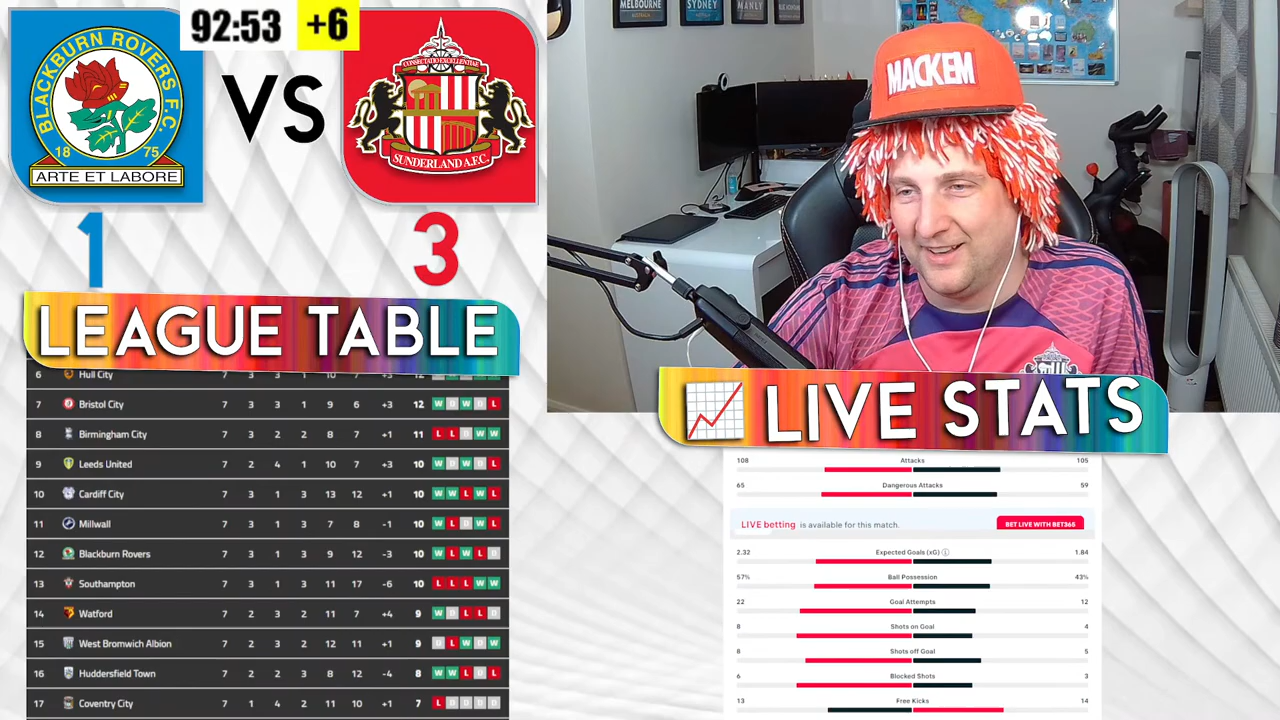 92:53 +6
BLACKBURN ROVERS F.C.
18 75
ARTE ET LABORE
VS
CONSECTATIO EXCELLENTIAE
SUNDERLAND A.F.C.
1 3
MELBOURNE
AUSTRALIA
SYDNEY
AUSTRALIA
MANLY
MACKEM
LEAGUE TABLE
6 Hull City 7 3 3 1 10 +3 12
7 Bristol City 7 3 3 1 9 6 +3 12 W D W D L
8 Birmingham City 7 3 2 2 8 7 +1 11 L L D W W
9 Leeds United 7 2 4 1 10 7 +3 10 D W D W L
10 Cardiff City 7 3 1 3 13 12 +1 10 W W L W L
11 Millwall 7 3 1 3 7 8 -1 10 W L D W L
12 Blackburn Rovers 7 3 1 3 9 12 -3 10 W L W L D
13 Southampton 7 3 1 3 11 17 -6 10 L L L W W
14 Watford 7 2 3 2 11 7 +4 9 W D L L D
15 West Bromwich Albion 7 2 3 2 12 11 +1 9 D L W D W
16 Huddersfield Town 7 2 2 3 8 12 -4 8 W W L D L
17 Coventry City 7 1 4 2 11 10 +1 7 L D D D D
LIVE STATS
108 Attacks 105
65 Dangerous Attacks 59
LIVE betting is available for this match. BET LIVE WITH BET365
2.32 Expected Goals (xG) 1.84
57% Ball Possession 43%
22 Goal Attempts 12
8 Shots on Goal 4
8 Shots off Goal 5
6 Blocked Shots 3
13 Free Kicks 14